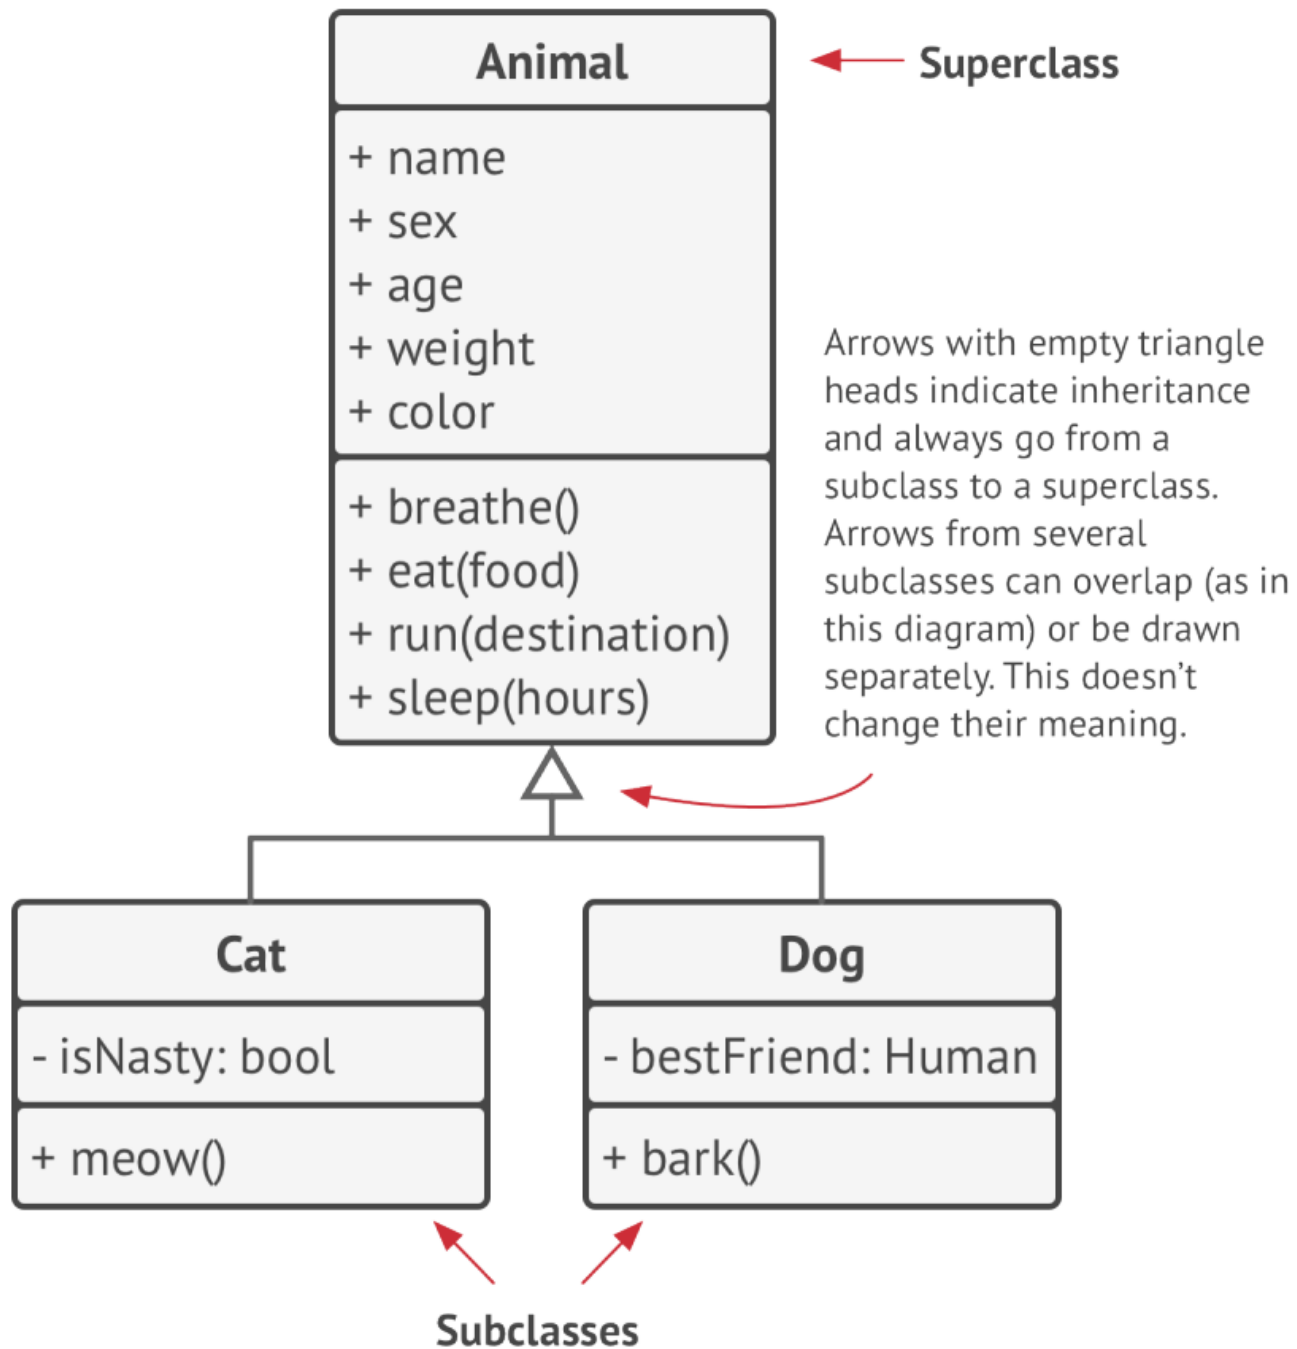 Animal
Superclass
+ name
+ sex
+ age
+ weight
+ color
+ breathe()
+ eat(food)
+ run(destination)
+ sleep(hours)
Arrows with empty triangle
heads indicate inheritance
and always go from a
subclass to a superclass.
Arrows from several
subclasses can overlap (as in
this diagram) or be drawn
separately. This doesn’t
change their meaning.
Cat
- isNasty: bool
+ meow()
Dog
- bestFriend: Human
+ bark()
Subclasses